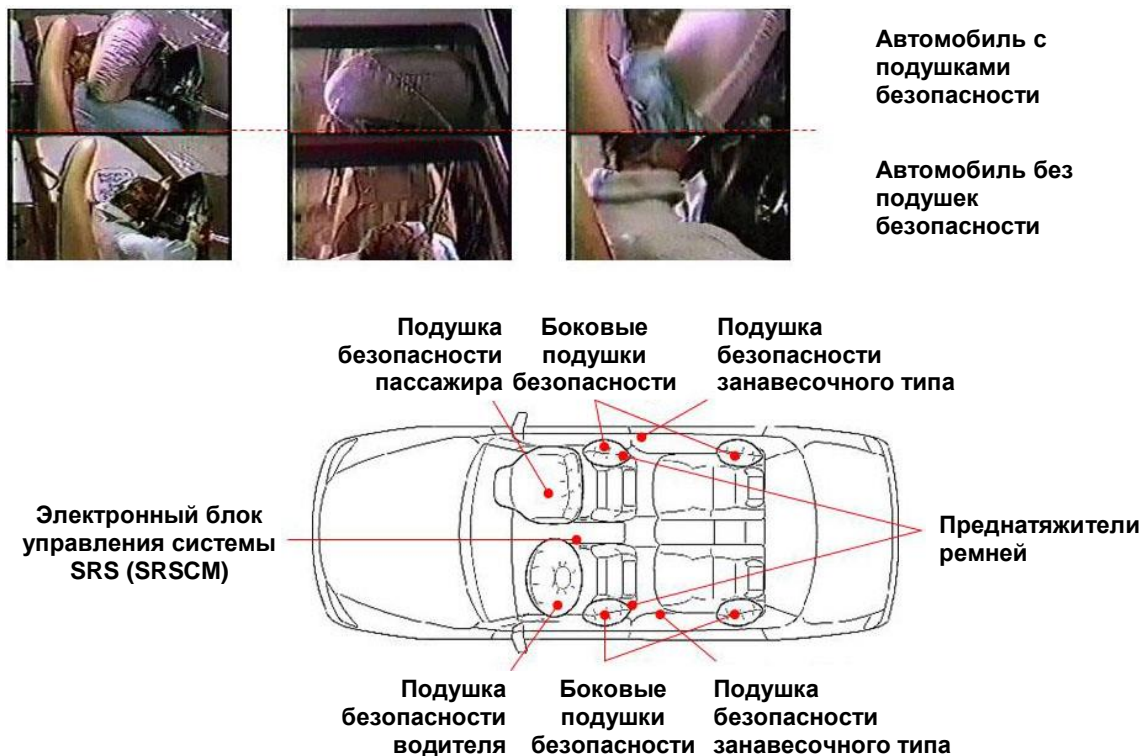 Автомобиль с
подушками
безопасности
Автомобиль без
подушек
безопасности
Подушка
безопасности
пассажира
Боковые
подушки
безопасности
Подушка
безопасности
занавесочного типа
Электронный блок
управления системы
SRS (SRSCM)
Преднатяжители
ремней
Подушка
безопасности
водителя
Боковые
подушки
безопасности
Подушка
безопасности
занавесочного типа